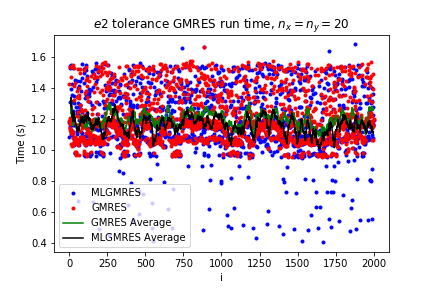 e2 tolerance GMRES run time, n_x = n_y = 20
Time (s)
1.6
1.4
1.2
1.0
0.8
0.6
0.4
MLGMRES
GMRES
GMRES Average
MLGMRES Average
0 250 500 750 1000 1250 1500 1750 2000
i